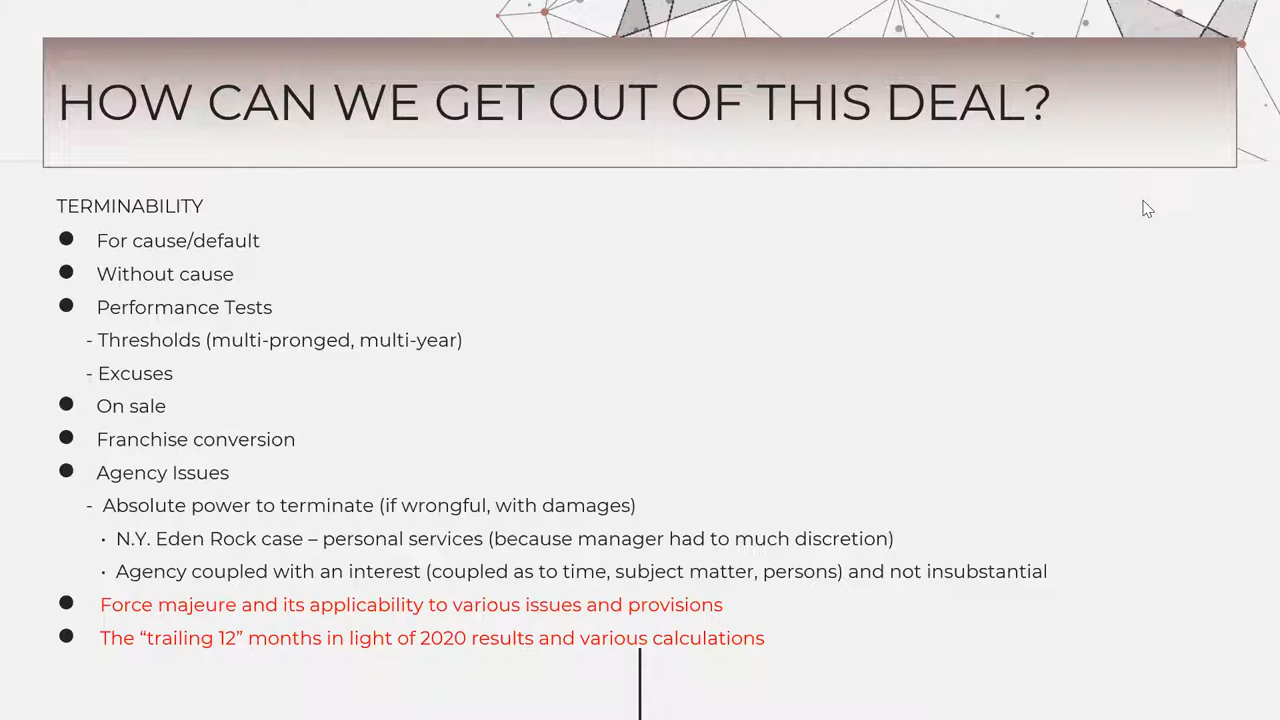 HOW CAN WE GET OUT OF THIS DEAL?
TERMINABILITY
● For cause/default
● Without cause
● Performance Tests
- Thresholds (multi-pronged, multi-year)
- Excuses
● On sale
● Franchise conversion
● Agency Issues
- Absolute power to terminate (if wrongful, with damages)
• N.Y. Eden Rock case – personal services (because manager had to much discretion)
• Agency coupled with an interest (coupled as to time, subject matter, persons) and not insubstantial
● Force majeure and its applicability to various issues and provisions
● The “trailing 12” months in light of 2020 results and various calculations